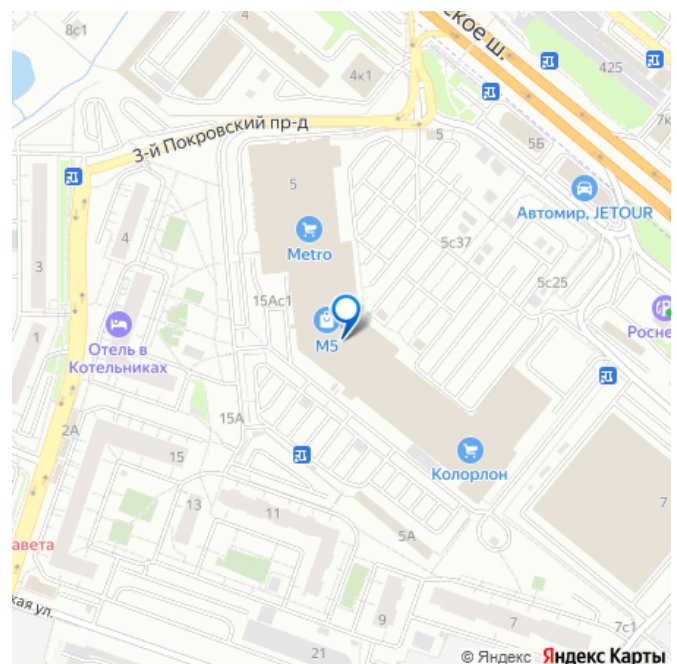 8с1
4
ское ш.
4к1
425
7к
3-й Покровский пр-д
5
5Б
5
Автомир, JETOUR
4
Metro
5с37
3
5с25
15Ас1
1
М5
Росне
Отель в
Котельниках
15А
2А
15
Колорлон
13
11
7
5А
авета
кая ул.
9
7
7с1
21
© Яндекс Яндекс Карты